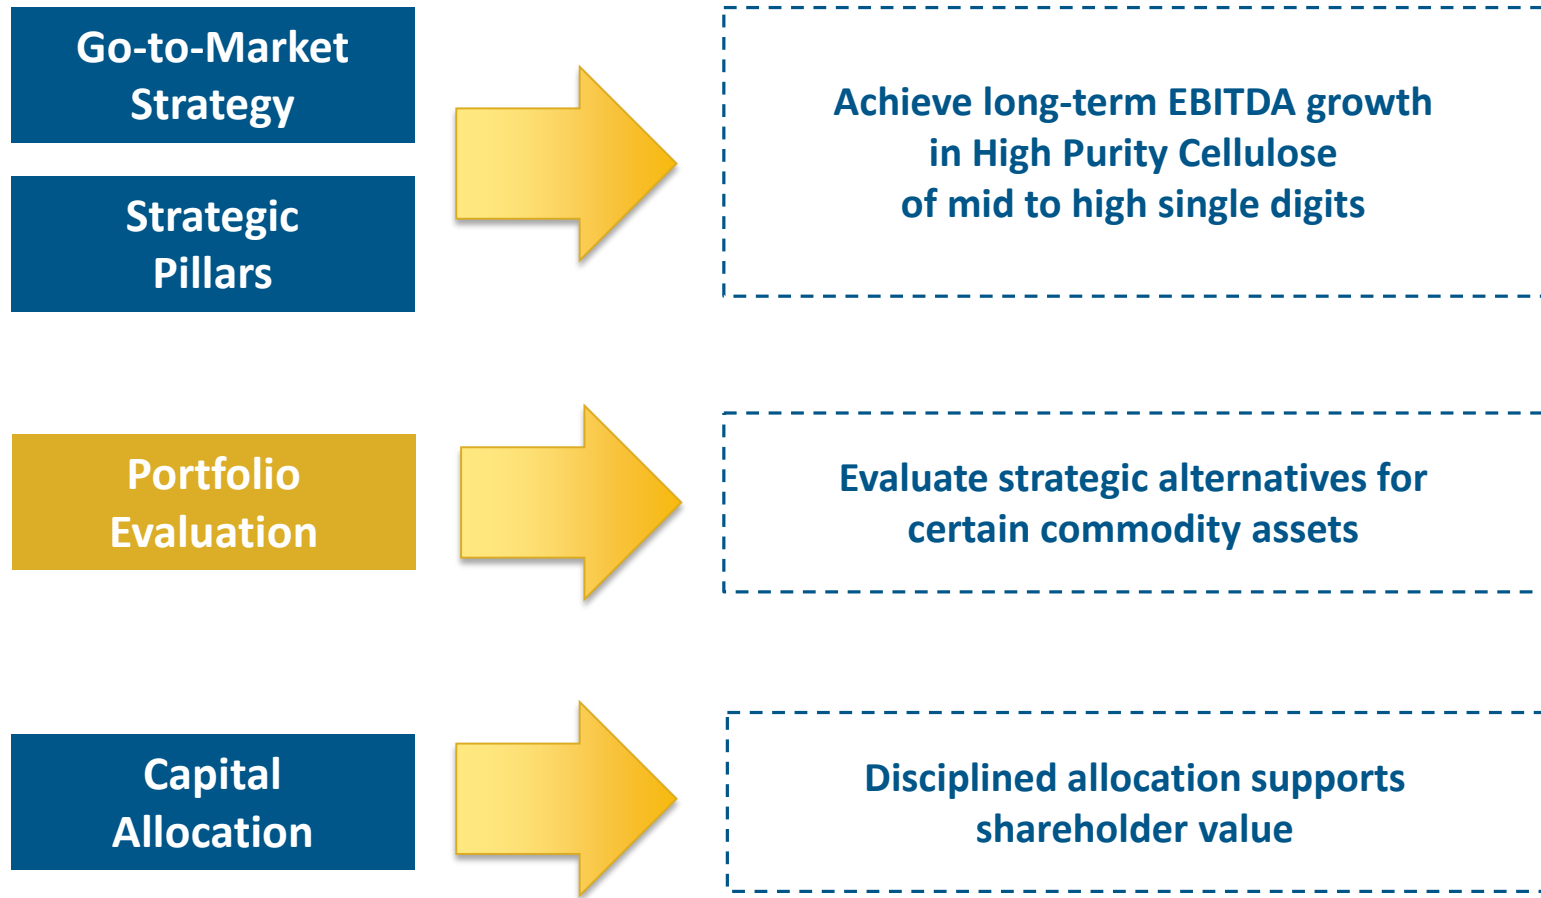 Go-to-Market
Strategy
Strategic
Pillars
Achieve long-term EBITDA growth
in High Purity Cellulose
of mid to high single digits
Portfolio
Evaluation
Evaluate strategic alternatives for
certain commodity assets
Capital
Allocation
Disciplined allocation supports
shareholder value